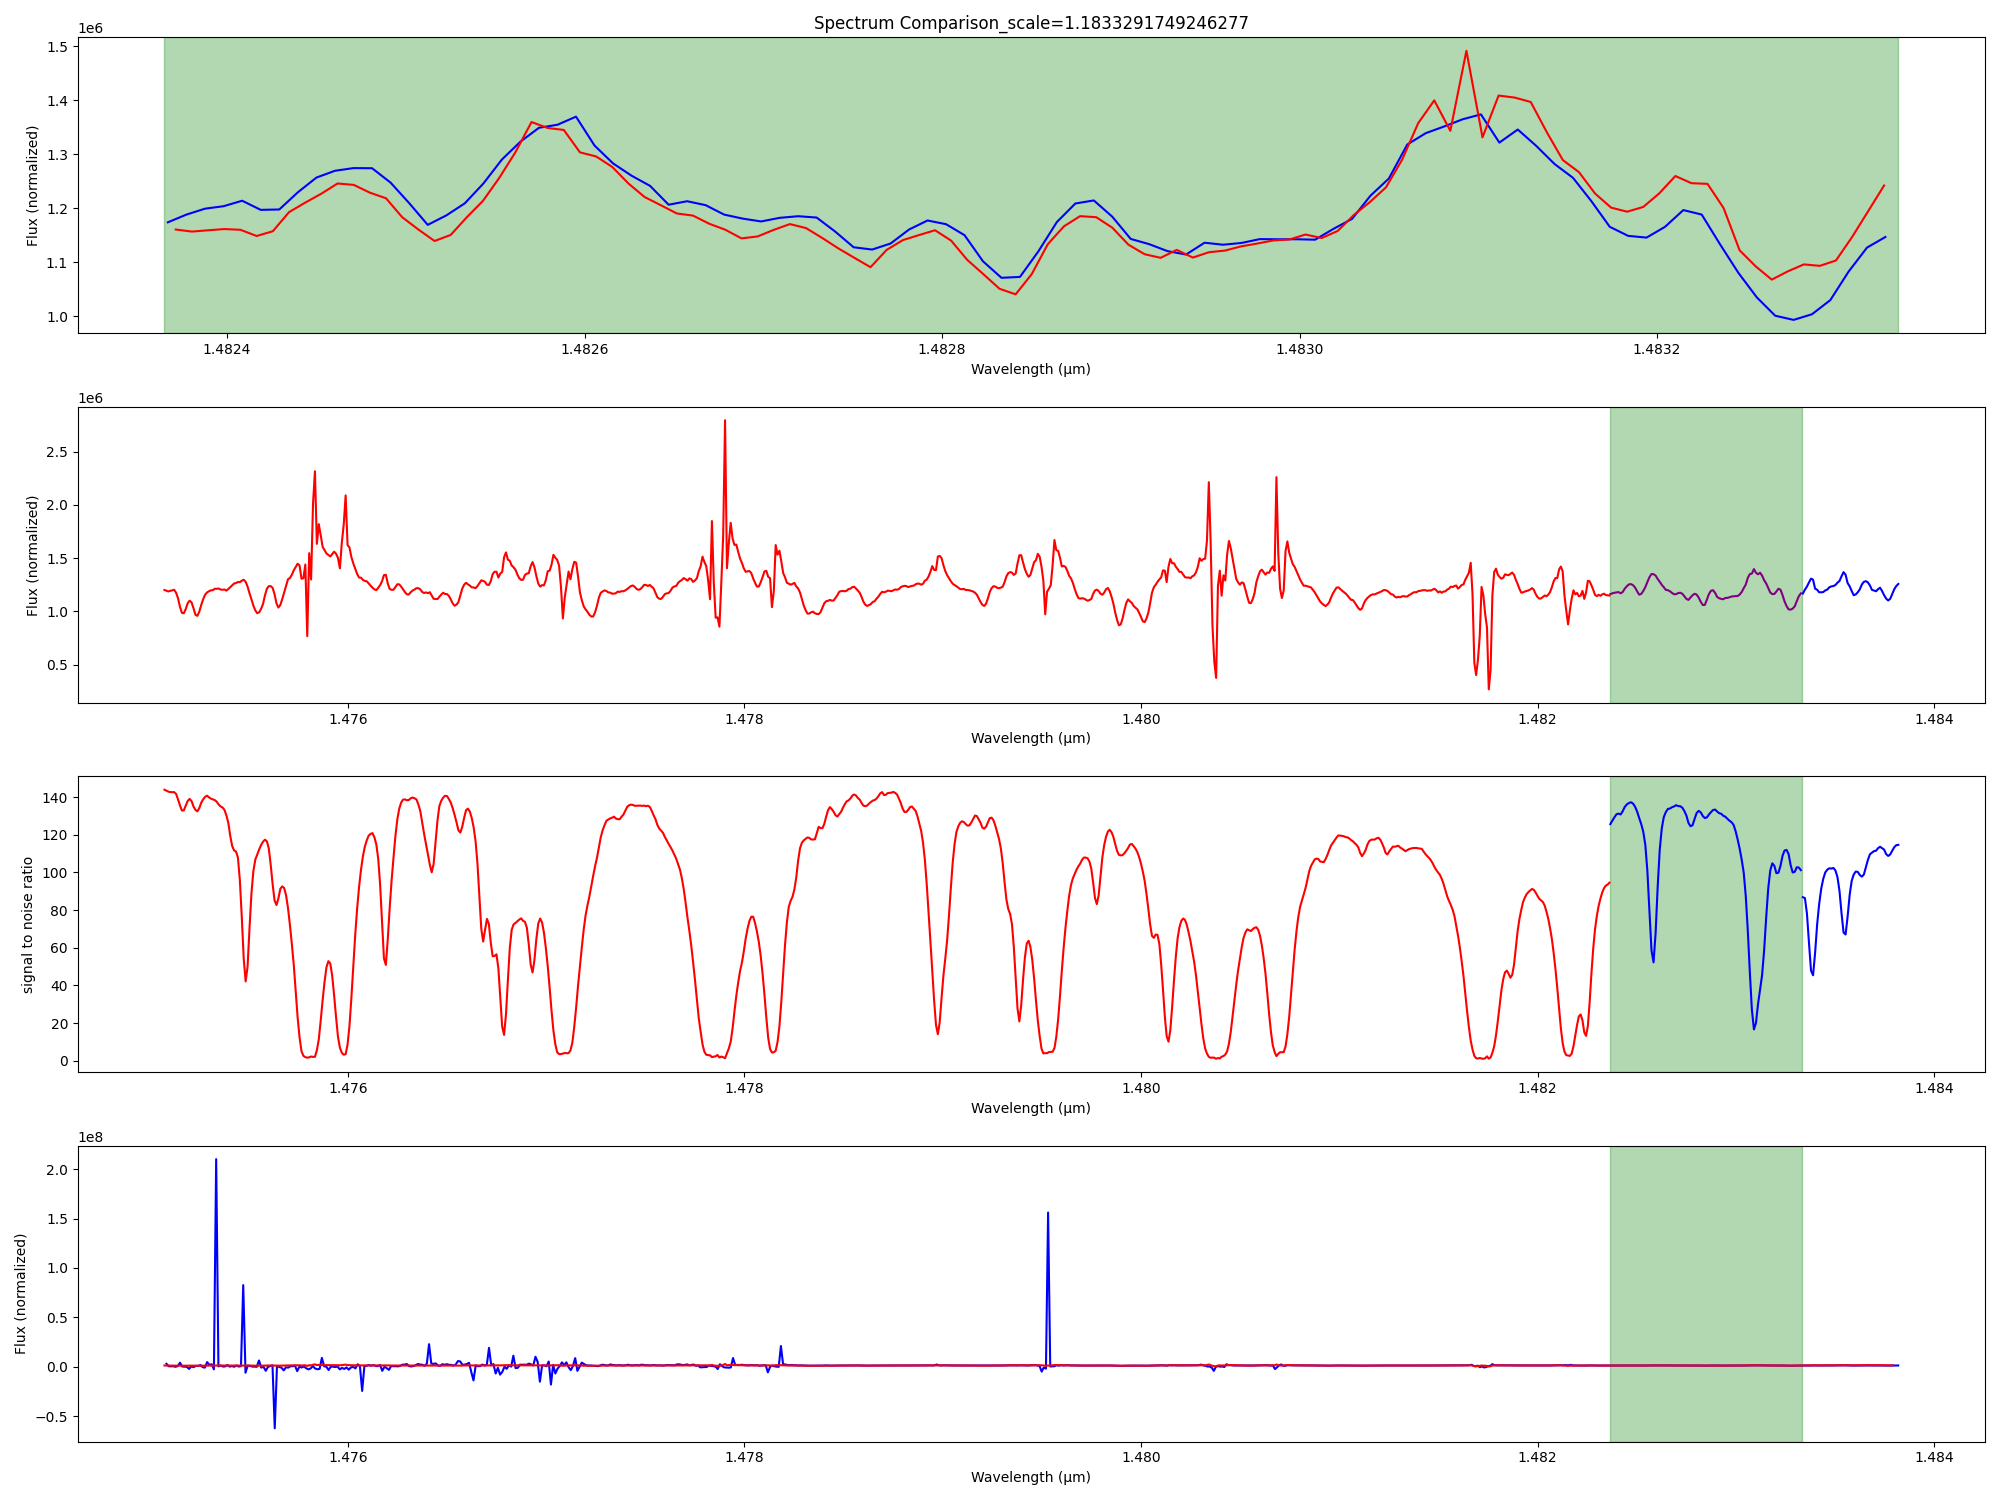 Spectrum Comparison_scale=1.1833291749246277
1e6
1.5
1.4
1.3
1.2
1.1
1.0
Flux (normalized)
1.4824 1.4826 1.4828 1.4830 1.4832
Wavelength (μm)
1e6
2.5
2.0
1.5
1.0
0.5
Flux (normalized)
1.476 1.478 1.480 1.482 1.484
Wavelength (μm)
140
120
100
80
60
40
20
0
signal to noise ratio
1.476 1.478 1.480 1.482 1.484
Wavelength (μm)
1e8
2.0
1.5
1.0
0.5
0.0
−0.5
Flux (normalized)
1.476 1.478 1.480 1.482 1.484
Wavelength (μm)